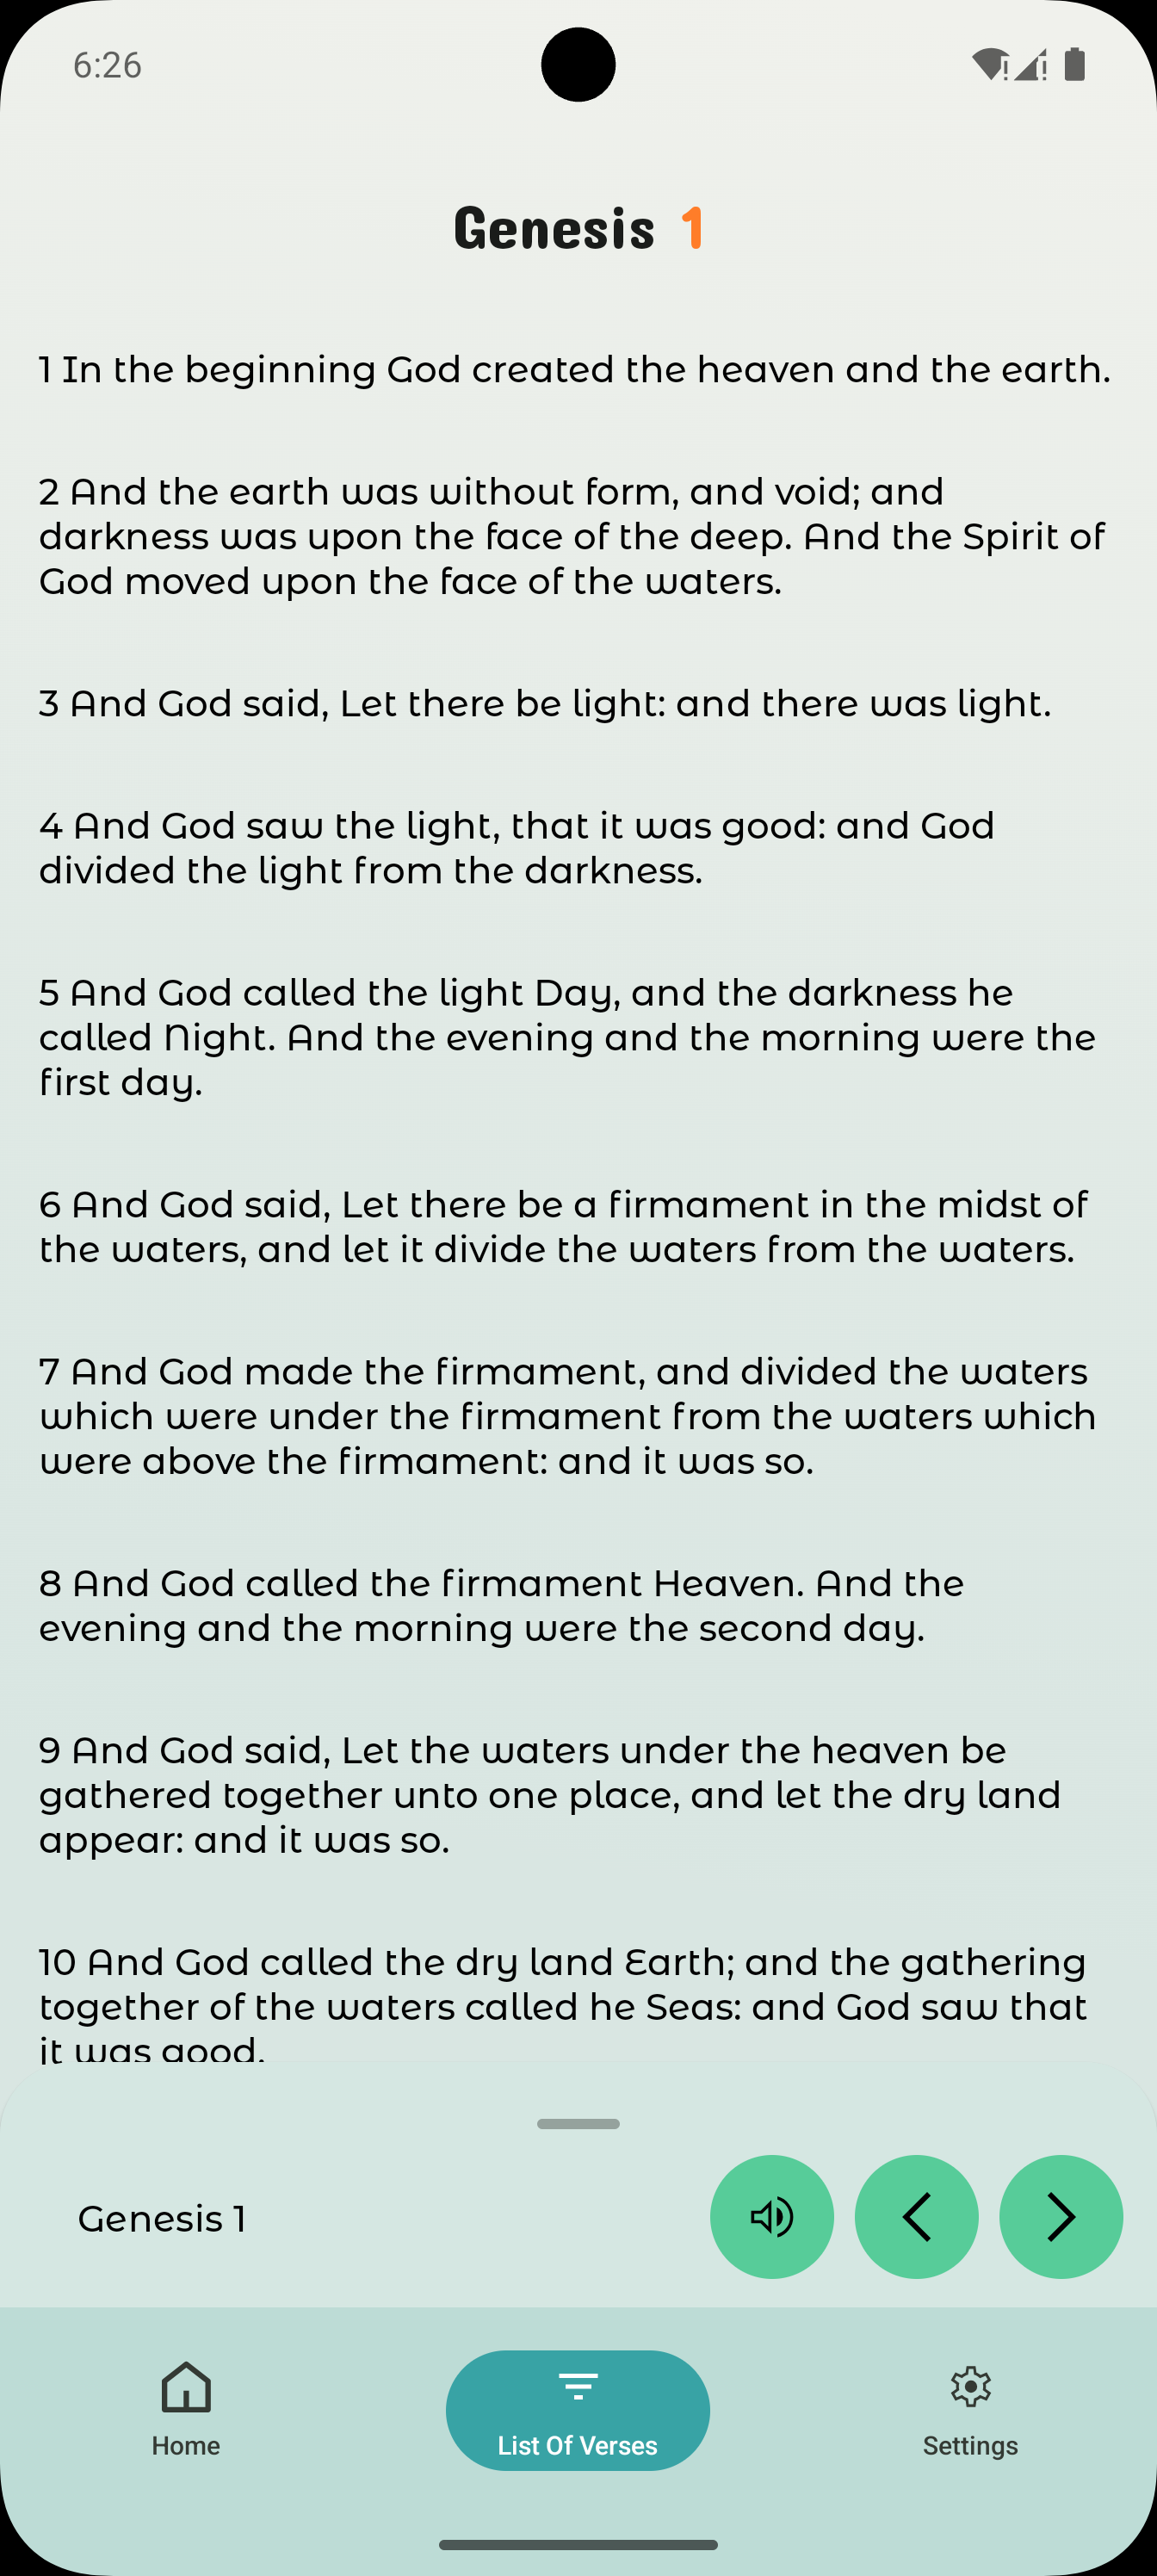 6:26
Genesis 1
1 In the beginning God created the heaven and the earth.
2 And the earth was without form, and void; and
darkness was upon the face of the deep. And the Spirit of
God moved upon the face of the waters.
3 And God said, Let there be light: and there was light.
4 And God saw the light, that it was good: and God
divided the light from the darkness.
5 And God called the light Day, and the darkness he
called Night. And the evening and the morning were the
first day.
6 And God said, Let there be a firmament in the midst of
the waters, and let it divide the waters from the waters.
7 And God made the firmament, and divided the waters
which were under the firmament from the waters which
were above the firmament: and it was so.
8 And God called the firmament Heaven. And the
evening and the morning were the second day.
9 And God said, Let the waters under the heaven be
gathered together unto one place, and let the dry land
appear: and it was so.
10 And God called the dry land Earth; and the gathering
together of the waters called he Seas: and God saw that
it was good.
Genesis 1
Home
List Of Verses
Settings